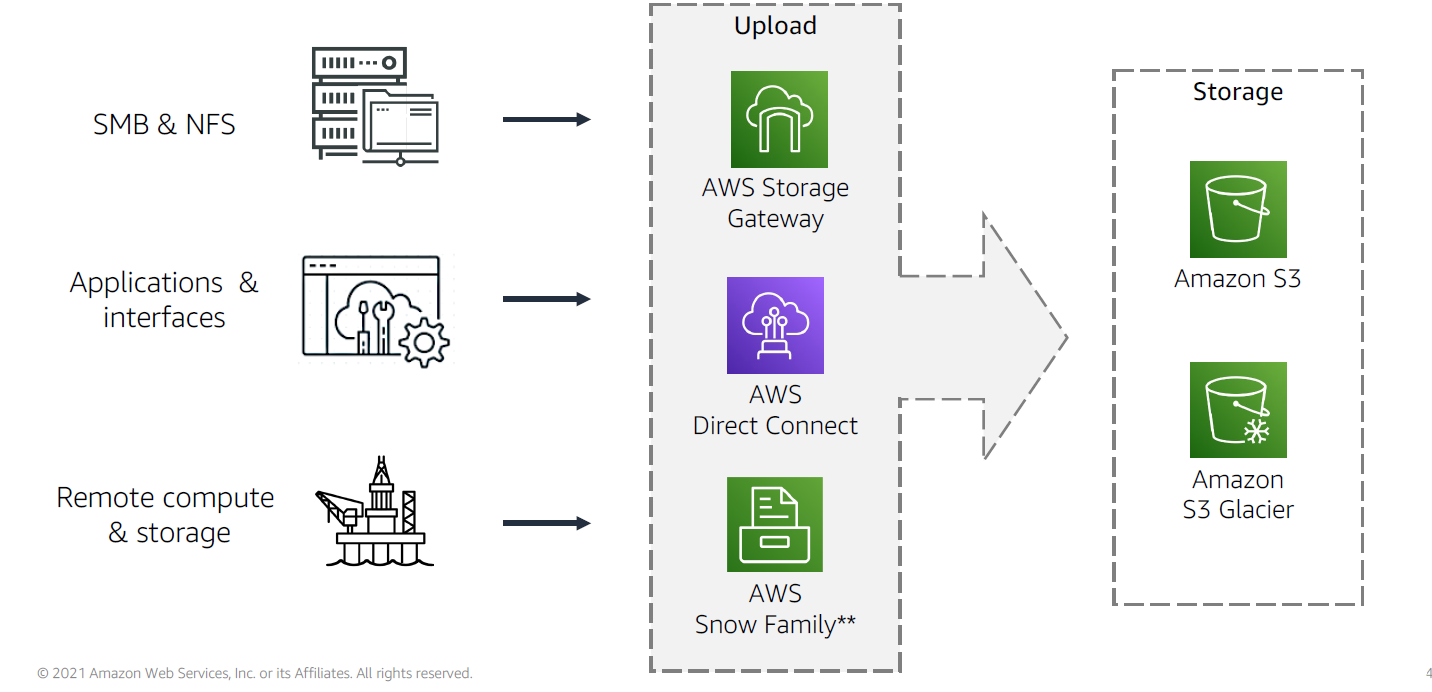 Upload
Storage
SMB & NFS
AWS Storage
Gateway
Amazon S3
Applications & 
interfaces
AWS
Direct Connect
Amazon
S3 Glacier
Remote compute
& storage
AWS
Snow Family**
© 2021 Amazon Web Services, Inc. or its Affiliates. All rights reserved.
4